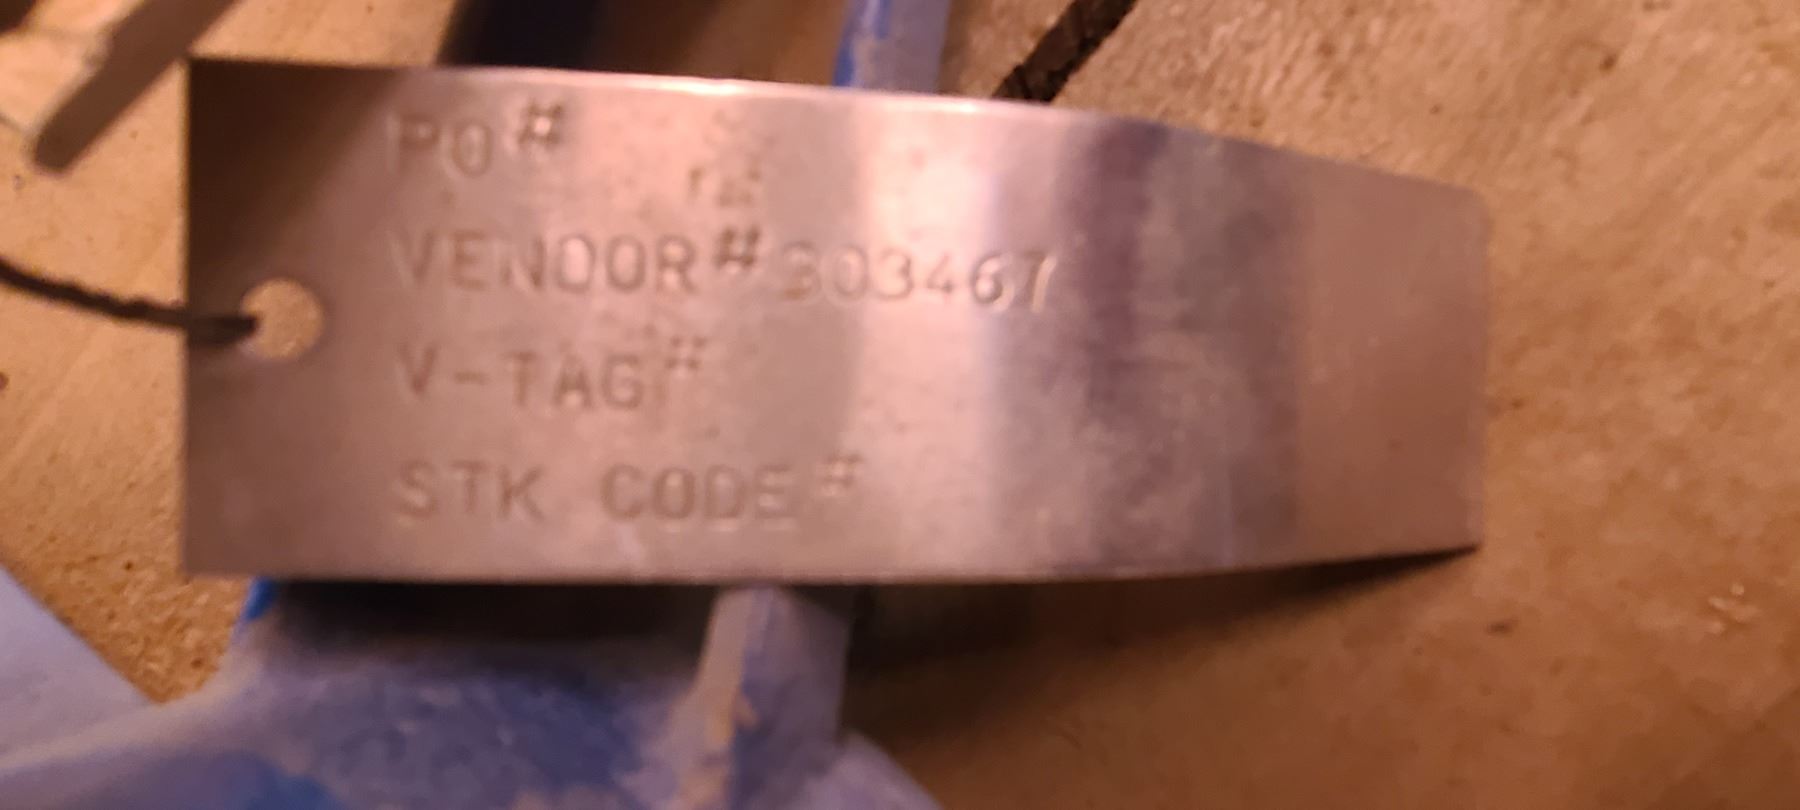 PO#
VENDOR# 303467
V-TAG#
STK CODE#